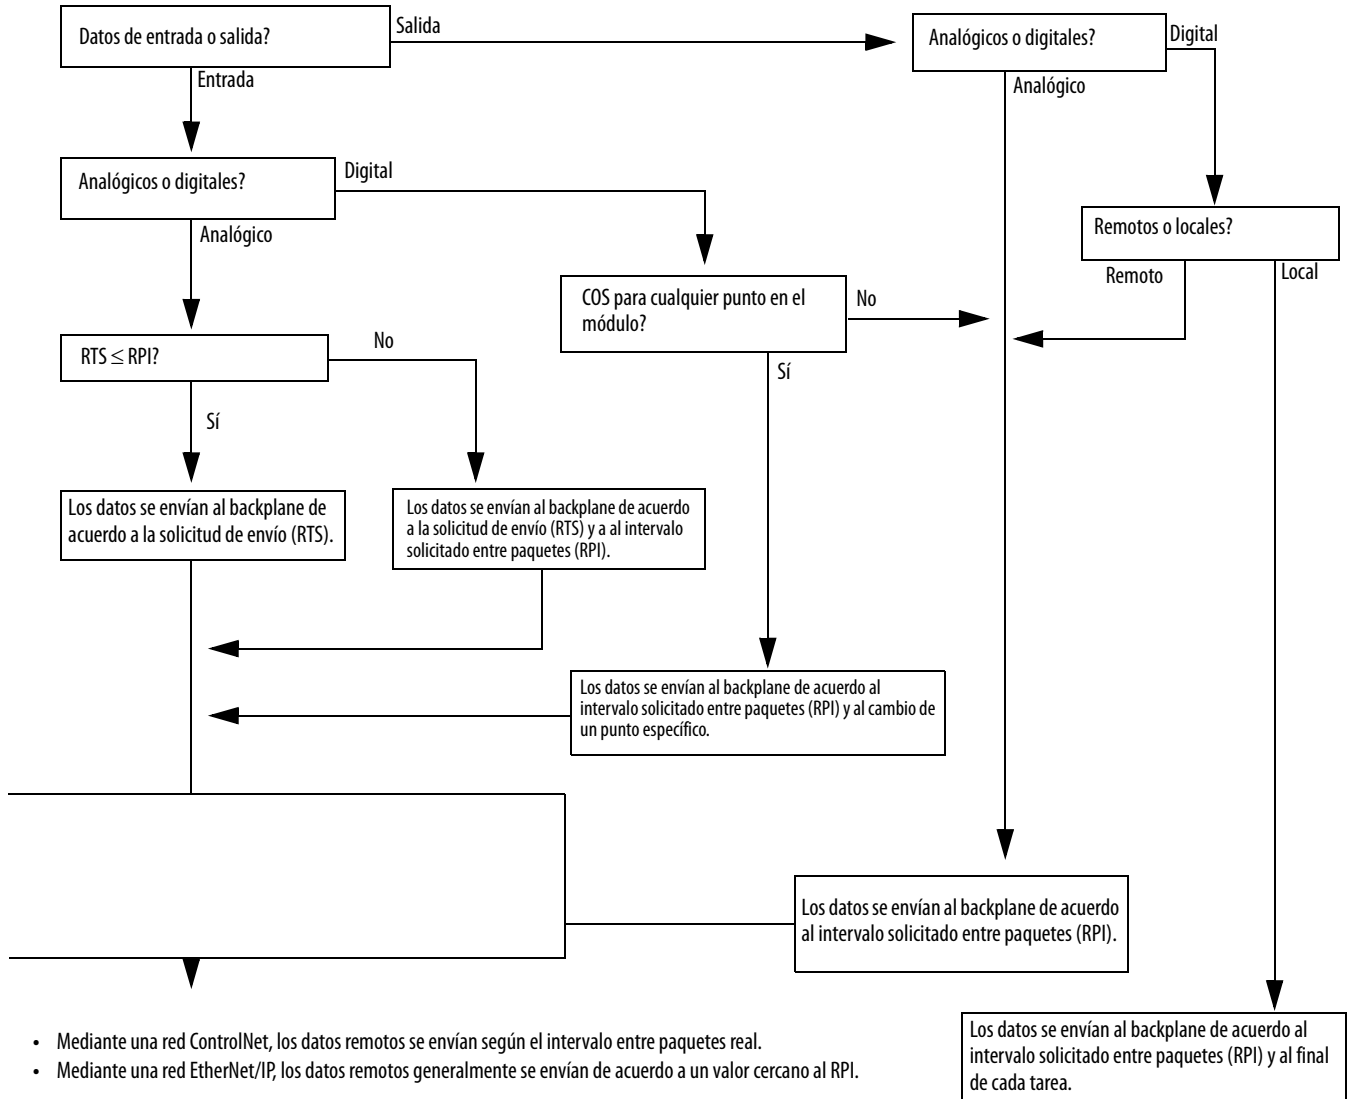 Datos de entrada o salida?
Salida
Entrada
Analógicos o digitales?
Digital
Analógico
Analógicos o digitales?
Digital
Analógico
Remotos o locales?
Remoto
Local
COS para cualquier punto en el
módulo?
No
Sí
RTS ≤ RPI?
No
Sí
Los datos se envían al backplane de
acuerdo a la solicitud de envío (RTS).
Los datos se envían al backplane de acuerdo
a la solicitud de envío (RTS) y a al intervalo
solicitado entre paquetes (RPI).
Los datos se envían al backplane de acuerdo al
intervalo solicitado entre paquetes (RPI) y al cambio de
un punto específico.
Los datos se envían al backplane de acuerdo
al intervalo solicitado entre paquetes (RPI).
Los datos se envían al backplane de acuerdo al
intervalo solicitado entre paquetes (RPI) y al final
de cada tarea.
• Mediante una red ControlNet, los datos remotos se envían según el intervalo entre paquetes real.
• Mediante una red EtherNet/IP, los datos remotos generalmente se envían de acuerdo a un valor cercano al RPI.